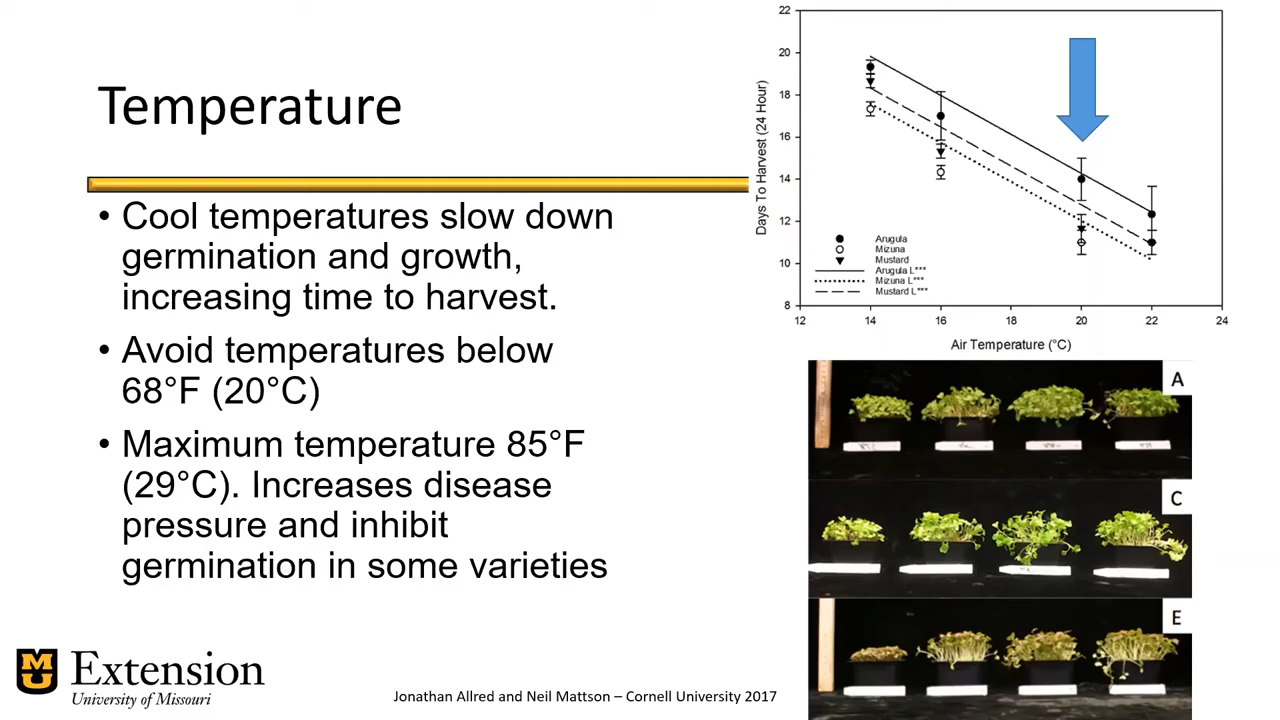 Temperature
• Cool temperatures slow down
germination and growth,
increasing time to harvest.
• Avoid temperatures below
68°F (20°C)
• Maximum temperature 85°F
(29°C). Increases disease
pressure and inhibit
germination in some varieties
MU
Extension
University of Missouri
Jonathan Allred and Neil Mattson – Cornell University 2017
Days To Harvest (24 Hour)
22
20
18
16
14
12
10
8
Arugula
Mizuna
Mustard
Arugula L***
Mizuna L***
Mustard L***
12 14 16 18 20 22 24
Air Temperature (°C)
A
C
E